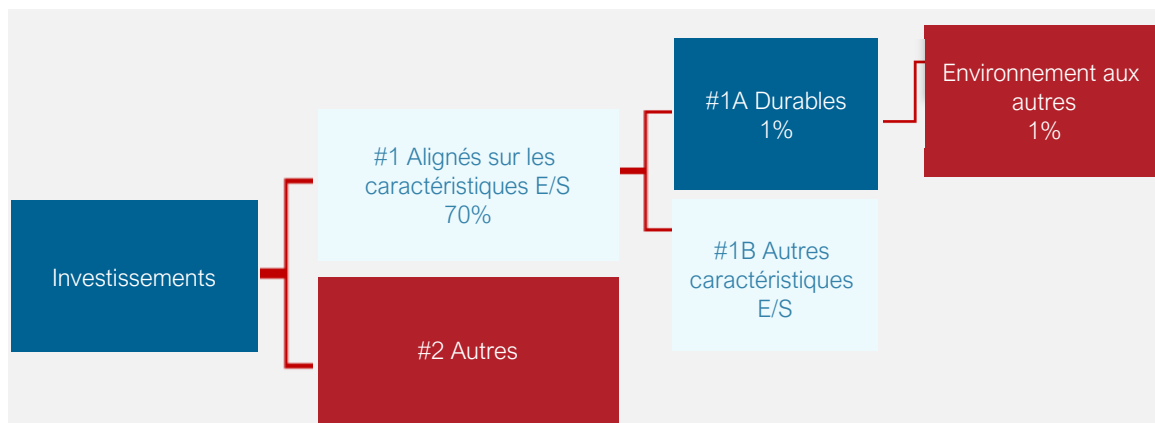 Investissements
#1 Alignés sur les
caractéristiques E/S
70%
#2 Autres
#1A Durables
1%
#1B Autres
caractéristiques
E/S
Environnement aux
autres
1%